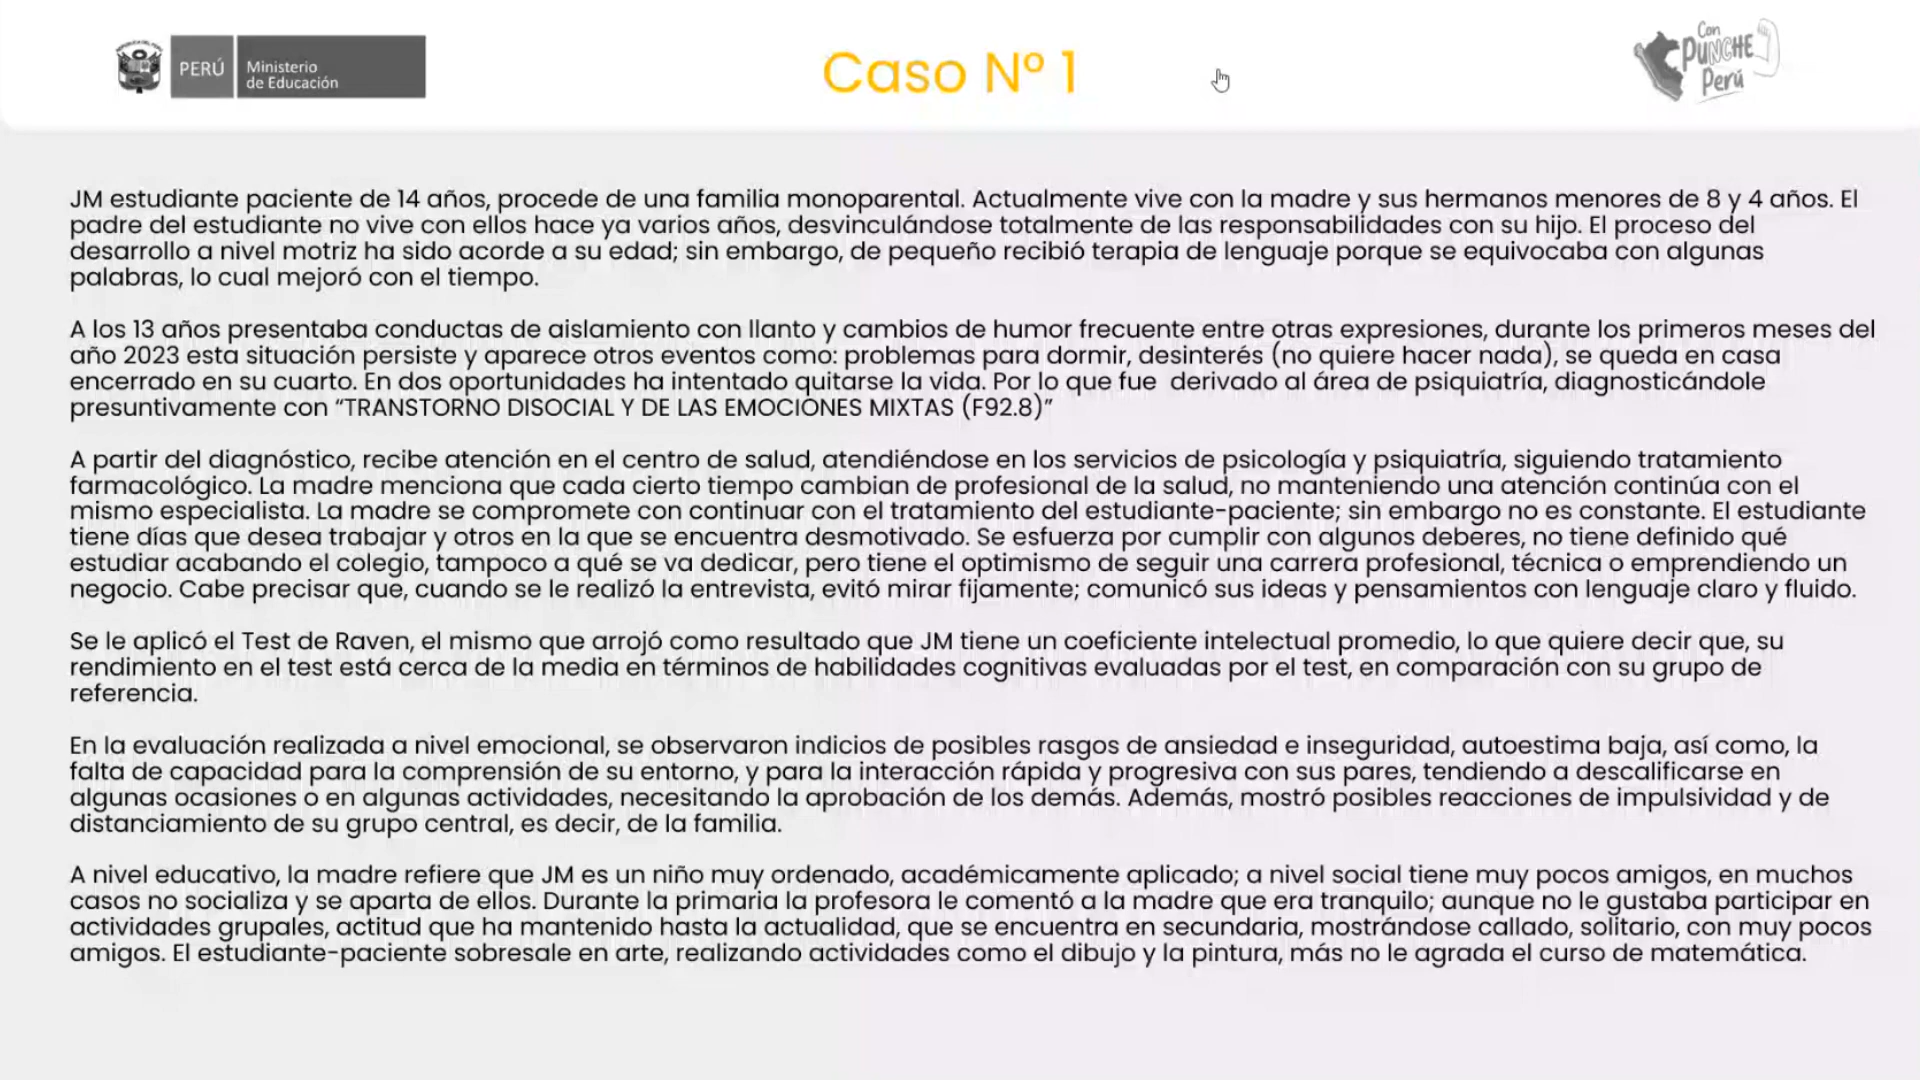 PERÚ
Ministerio
de Educación
Caso Nº 1
Con
PUNCHE
Perú
JM estudiante paciente de 14 años, procede de una familia monoparental. Actualmente vive con la madre y sus hermanos menores de 8 y 4 años. El
padre del estudiante no vive con ellos hace ya varios años, desvinculándose totalmente de las responsabilidades con su hijo. El proceso del
desarrollo a nivel motriz ha sido acorde a su edad; sin embargo, de pequeño recibió terapia de lenguaje porque se equivocaba con algunas
palabras, lo cual mejoró con el tiempo.
A los 13 años presentaba conductas de aislamiento con llanto y cambios de humor frecuente entre otras expresiones, durante los primeros meses del
año 2023 esta situación persiste y aparece otros eventos como: problemas para dormir, desinterés (no quiere hacer nada), se queda en casa
encerrado en su cuarto. En dos oportunidades ha intentado quitarse la vida. Por lo que fue derivado al área de psiquiatría, diagnosticándole
presuntivamente con “TRANSTORNO DISOCIAL Y DE LAS EMOCIONES MIXTAS (F92.8)”
A partir del diagnóstico, recibe atención en el centro de salud, atendiéndose en los servicios de psicología y psiquiatría, siguiendo tratamiento
farmacológico. La madre menciona que cada cierto tiempo cambian de profesional de la salud, no manteniendo una atención continúa con el
mismo especialista. La madre se compromete con continuar con el tratamiento del estudiante-paciente; sin embargo no es constante. El estudiante
tiene días que desea trabajar y otros en la que se encuentra desmotivado. Se esfuerza por cumplir con algunos deberes, no tiene definido qué
estudiar acabando el colegio, tampoco a qué se va dedicar, pero tiene el optimismo de seguir una carrera profesional, técnica o emprendiendo un
negocio. Cabe precisar que, cuando se le realizó la entrevista, evitó mirar fijamente; comunicó sus ideas y pensamientos con lenguaje claro y fluido.
Se le aplicó el Test de Raven, el mismo que arrojó como resultado que JM tiene un coeficiente intelectual promedio, lo que quiere decir que, su
rendimiento en el test está cerca de la media en términos de habilidades cognitivas evaluadas por el test, en comparación con su grupo de
referencia.
En la evaluación realizada a nivel emocional, se observaron indicios de posibles rasgos de ansiedad e inseguridad, autoestima baja, así como, la
falta de capacidad para la comprensión de su entorno, y para la interacción rápida y progresiva con sus pares, tendiendo a descalificarse en
algunas ocasiones o en algunas actividades, necesitando la aprobación de los demás. Además, mostró posibles reacciones de impulsividad y de
distanciamiento de su grupo central, es decir, de la familia.
A nivel educativo, la madre refiere que JM es un niño muy ordenado, académicamente aplicado; a nivel social tiene muy pocos amigos, en muchos
casos no socializa y se aparta de ellos. Durante la primaria la profesora le comentó a la madre que era tranquilo; aunque no le gustaba participar en
actividades grupales, actitud que ha mantenido hasta la actualidad, que se encuentra en secundaria, mostrándose callado, solitario, con muy pocos
amigos. El estudiante-paciente sobresale en arte, realizando actividades como el dibujo y la pintura, más no le agrada el curso de matemática.